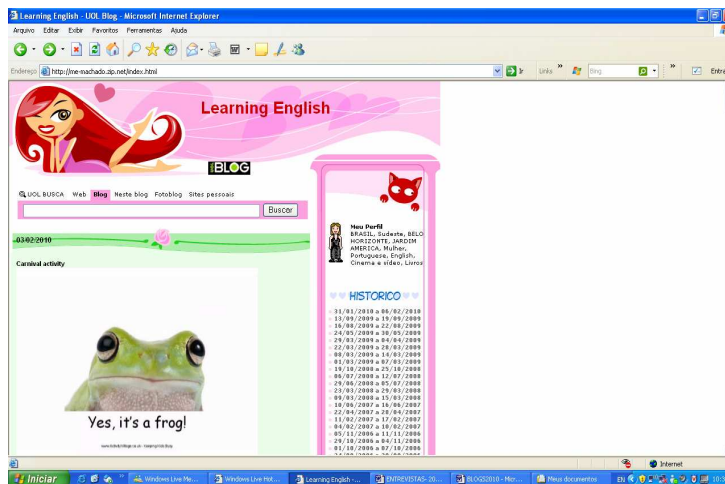 Learning English - UOL Blog - Microsoft Internet Explorer
Arquivo Editar Exibir Favoritos Ferramentas Ajuda
Endereço http://me-machado.zip.net/index.html Ir Links Bing
Learning English
BLOG
UOL BUSCA Web Blog Neste blog Fotoblog Sites pessoais
Buscar
03/02/2010
Carnival activity
Yes, it's a frog!
Meu Perfil
BRASIL, Sudeste, BELO
HORIZONTE, JARDIM
AMERICA, Mulher,
Portuguese, English,
Cinema e vídeo, Livros
HISTORICO
31/01/2010 a 06/02/2010
13/09/2009 a 19/09/2009
16/08/2009 a 22/08/2009
24/05/2009 a 30/05/2009
29/03/2009 a 04/04/2009
22/03/2009 a 28/03/2009
08/03/2009 a 14/03/2009
01/03/2009 a 07/03/2009
19/10/2008 a 25/10/2008
06/07/2008 a 12/07/2008
29/06/2008 a 05/07/2008
23/03/2008 a 29/03/2008
09/03/2008 a 15/03/2008
10/06/2007 a 16/06/2007
22/04/2007 a 28/04/2007
11/02/2007 a 17/02/2007
04/02/2007 a 10/02/2007
05/11/2006 a 11/11/2006
29/10/2006 a 04/11/2006
01/10/2006 a 07/10/2006
Internet
Iniciar Windows Live Me... Windows Live Hot... Learning English -... ENTREVISTAS- 20... BLOGS2010 - Micr... Meus documentos EN